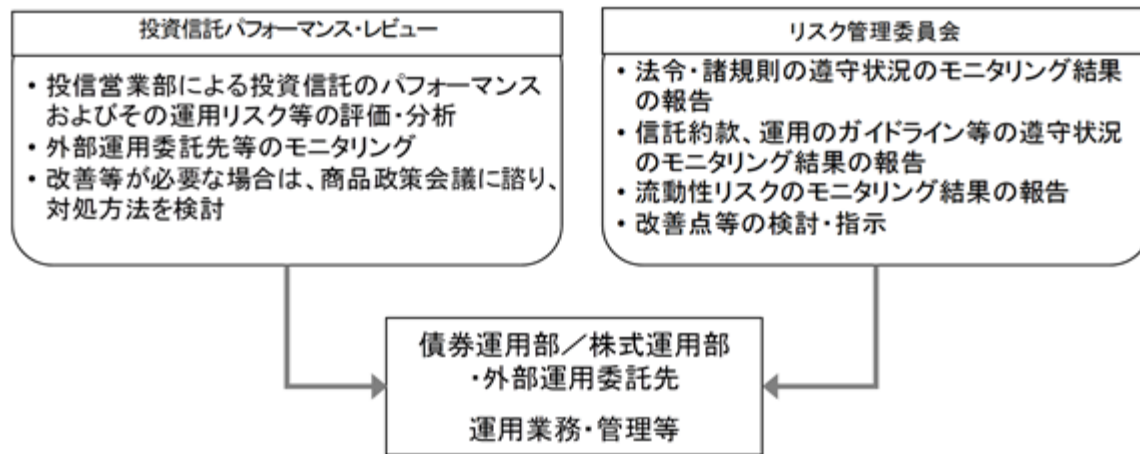 投資信託パフォーマンス・レビュー
・投信営業部による投資信託のパフォーマンス
およびその運用リスク等の評価・分析
・外部運用委託先等のモニタリング
・改善等が必要な場合は、商品政策会議に諮り、
対処方法を検討
リスク管理委員会
・法令・諸規則の遵守状況のモニタリング結果
の報告
・信託約款、運用のガイドライン等の遵守状況
のモニタリング結果の報告
・流動性リスクのモニタリング結果の報告
・改善点等の検討・指示
債券運用部／株式運用部
・外部運用委託先
運用業務・管理等